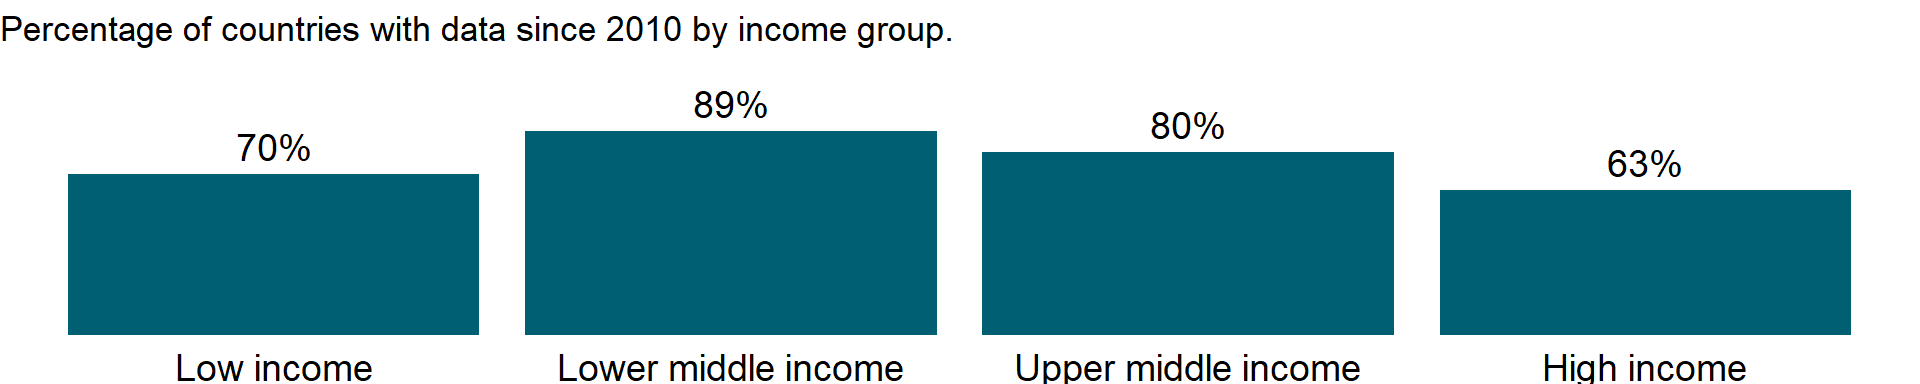 Percentage of countries with data since 2010 by income group.
89%
80%
70%
63%
Low income
Lower middle income
Upper middle income
High income